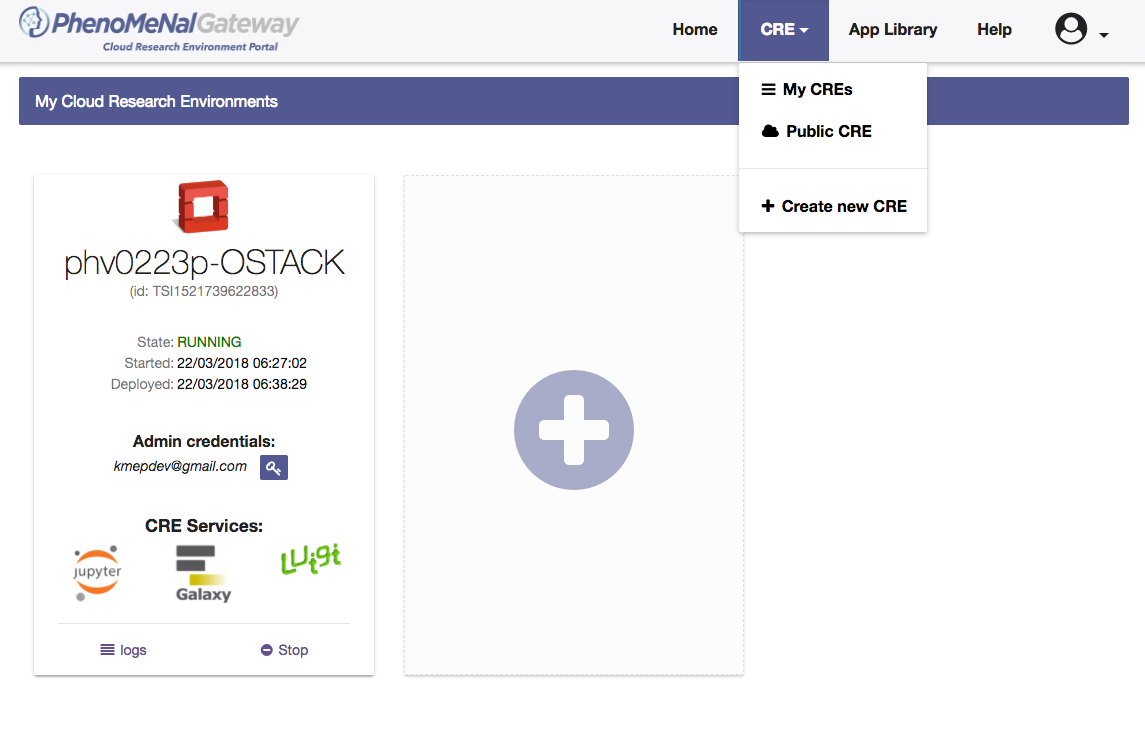 PhenoMeNalGateway
Cloud Research Environment Portal
Home
CRE
App Library
Help
My CREs
Public CRE
Create new CRE
My Cloud Research Environments
phv0223p-OSTACK
(id: TSI1521739622833)
State: RUNNING
Started: 22/03/2018 06:27:02
Deployed: 22/03/2018 06:38:29
Admin credentials:
kmepdev@gmail.com
CRE Services:
jupyter
Galaxy
Luigi
logs
Stop